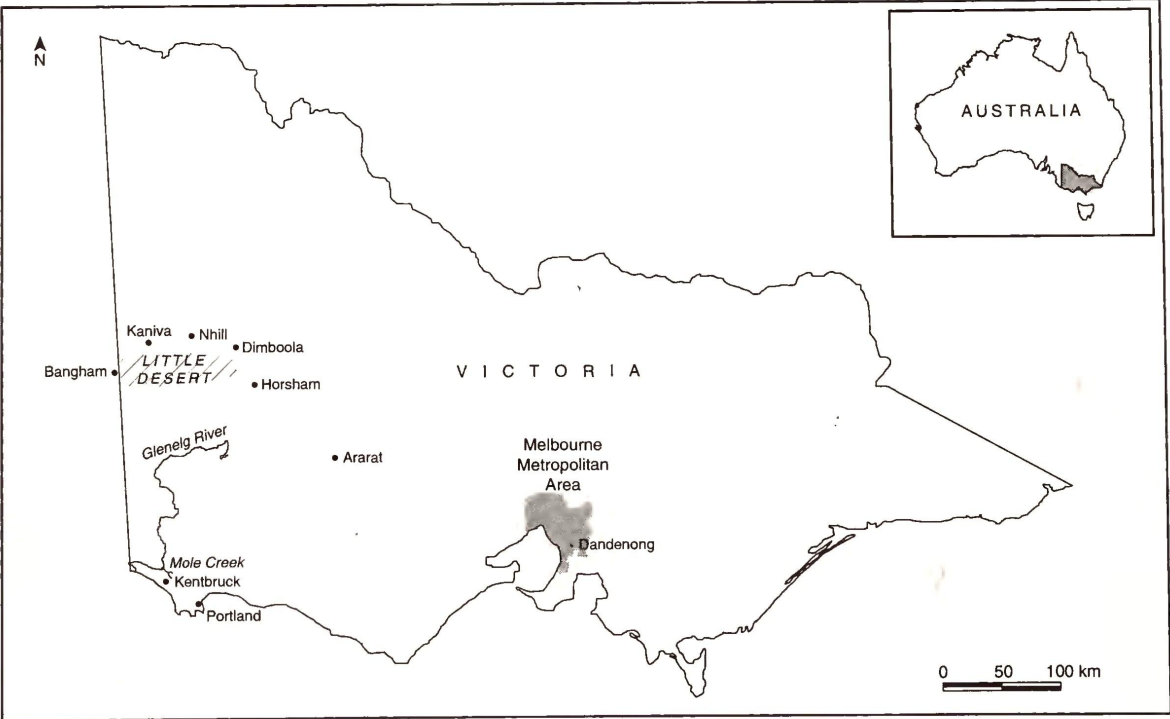 N
AUSTRALIA
Kaniva
Nhill
Dimboola
LITTLE
DESERT
Bangham
Horsham
VICTORIA
Glenelg River
Ararat
Melbourne
Metropolitan
Area
Dandenong
Mole Creek
Kentbruck
Portland
0 50 100 km